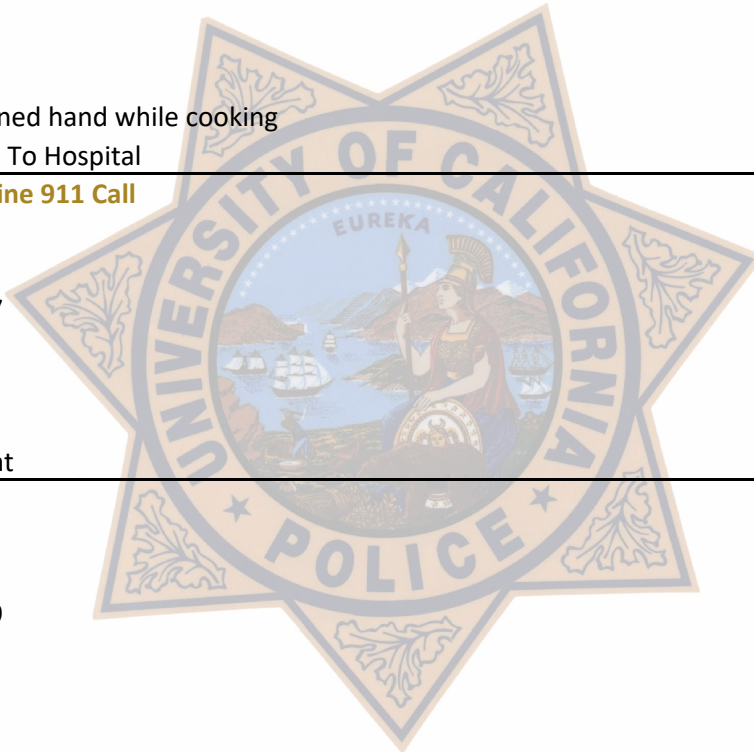 ned hand while cooking
To Hospital
ine 911 Call
UNIVERSITY OF CALIFORNIA
EUREKA
nt
POLICE